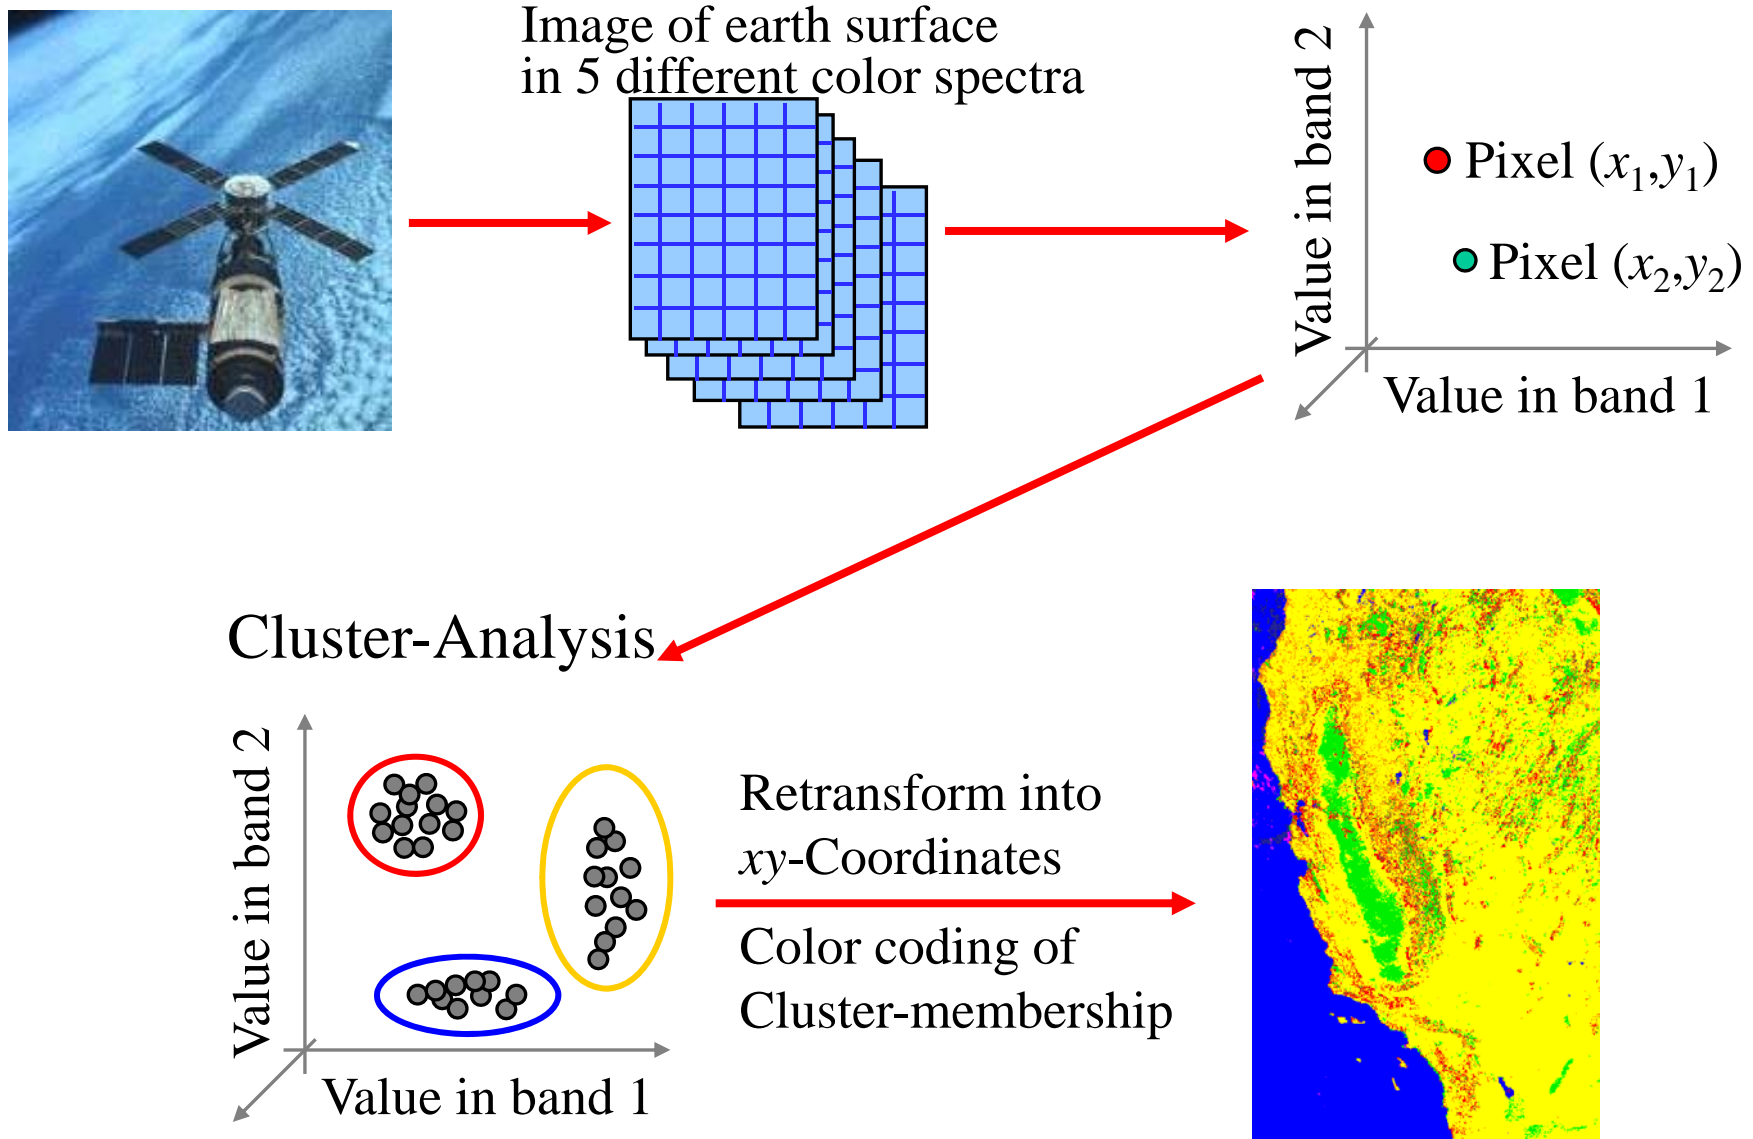 Image of earth surface
in 5 different color spectra
Value in band 2
Pixel (x₁,y₁)
Pixel (x₂,y₂)
Value in band 1
Cluster-Analysis
Value in band 2
Value in band 1
Retransform into
xy-Coordinates
Color coding of
Cluster-membership